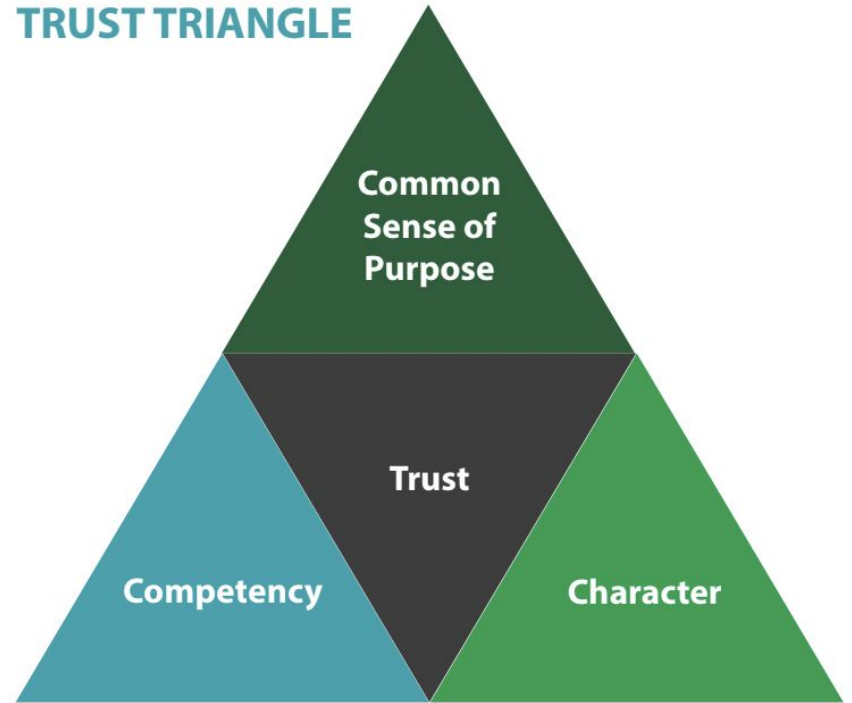 TRUST TRIANGLE
Common
Sense of
Purpose
Trust
Competency
Character